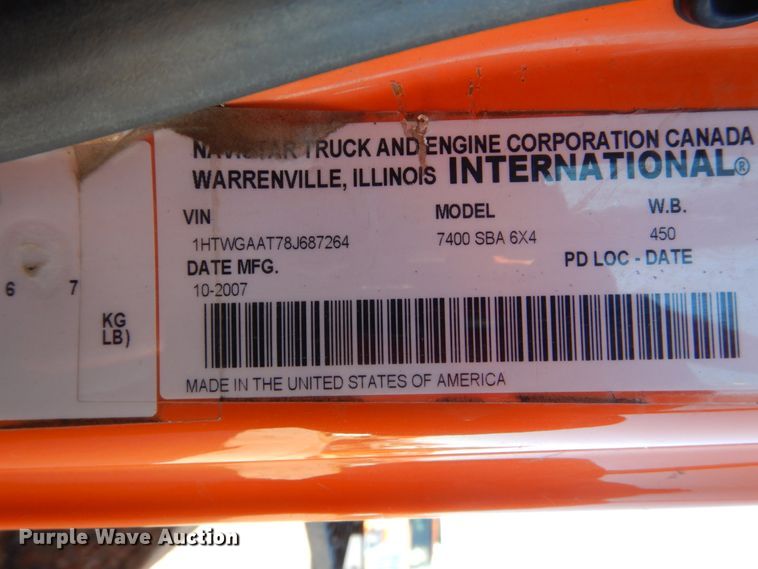 NAVISTAR TRUCK AND ENGINE CORPORATION CANADA
WARRENVILLE, ILLINOIS INTERNATIONAL®
VIN MODEL W.B.
1HTWGAAT78J687264 7400 SBA 6X4 450
DATE MFG. PD LOC - DATE
10-2007
6 7
KG
LB)
MADE IN THE UNITED STATES OF AMERICA
Purple Wave Auction